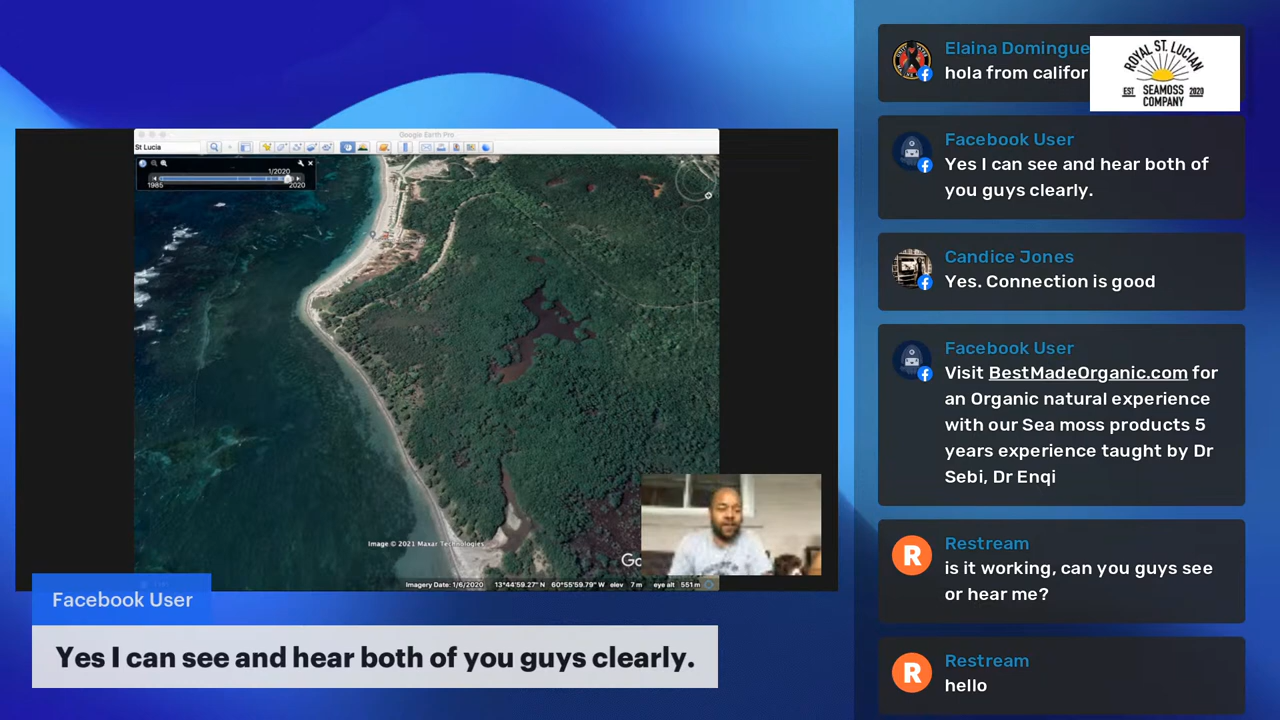 Google Earth Pro
St Lucia
1/2020
1985
2020
Image © 2021 Maxar Technologies
Imagery Date: 1/6/2020 13°44'59.27" N 60°55'59.79" W elev 7 m eye alt 551 m
Facebook User
Yes I can see and hear both of you guys clearly.
Elaina Domingue
hola from califor
ROYAL ST. LUCIAN
EST SEAMOSS 2020
COMPANY
Facebook User
Yes I can see and hear both of
you guys clearly.
Candice Jones
Yes. Connection is good
Facebook User
Visit BestMadeOrganic.com for
an Organic natural experience
with our Sea moss products 5
years experience taught by Dr
Sebi, Dr Enqi
R
Restream
is it working, can you guys see
or hear me?
R
Restream
hello